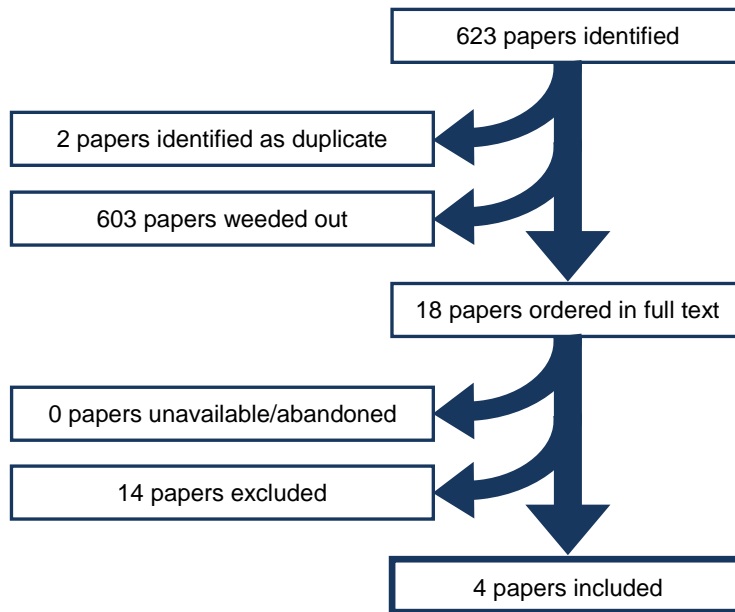 623 papers identified
2 papers identified as duplicate
603 papers weeded out
18 papers ordered in full text
0 papers unavailable/abandoned
14 papers excluded
4 papers included